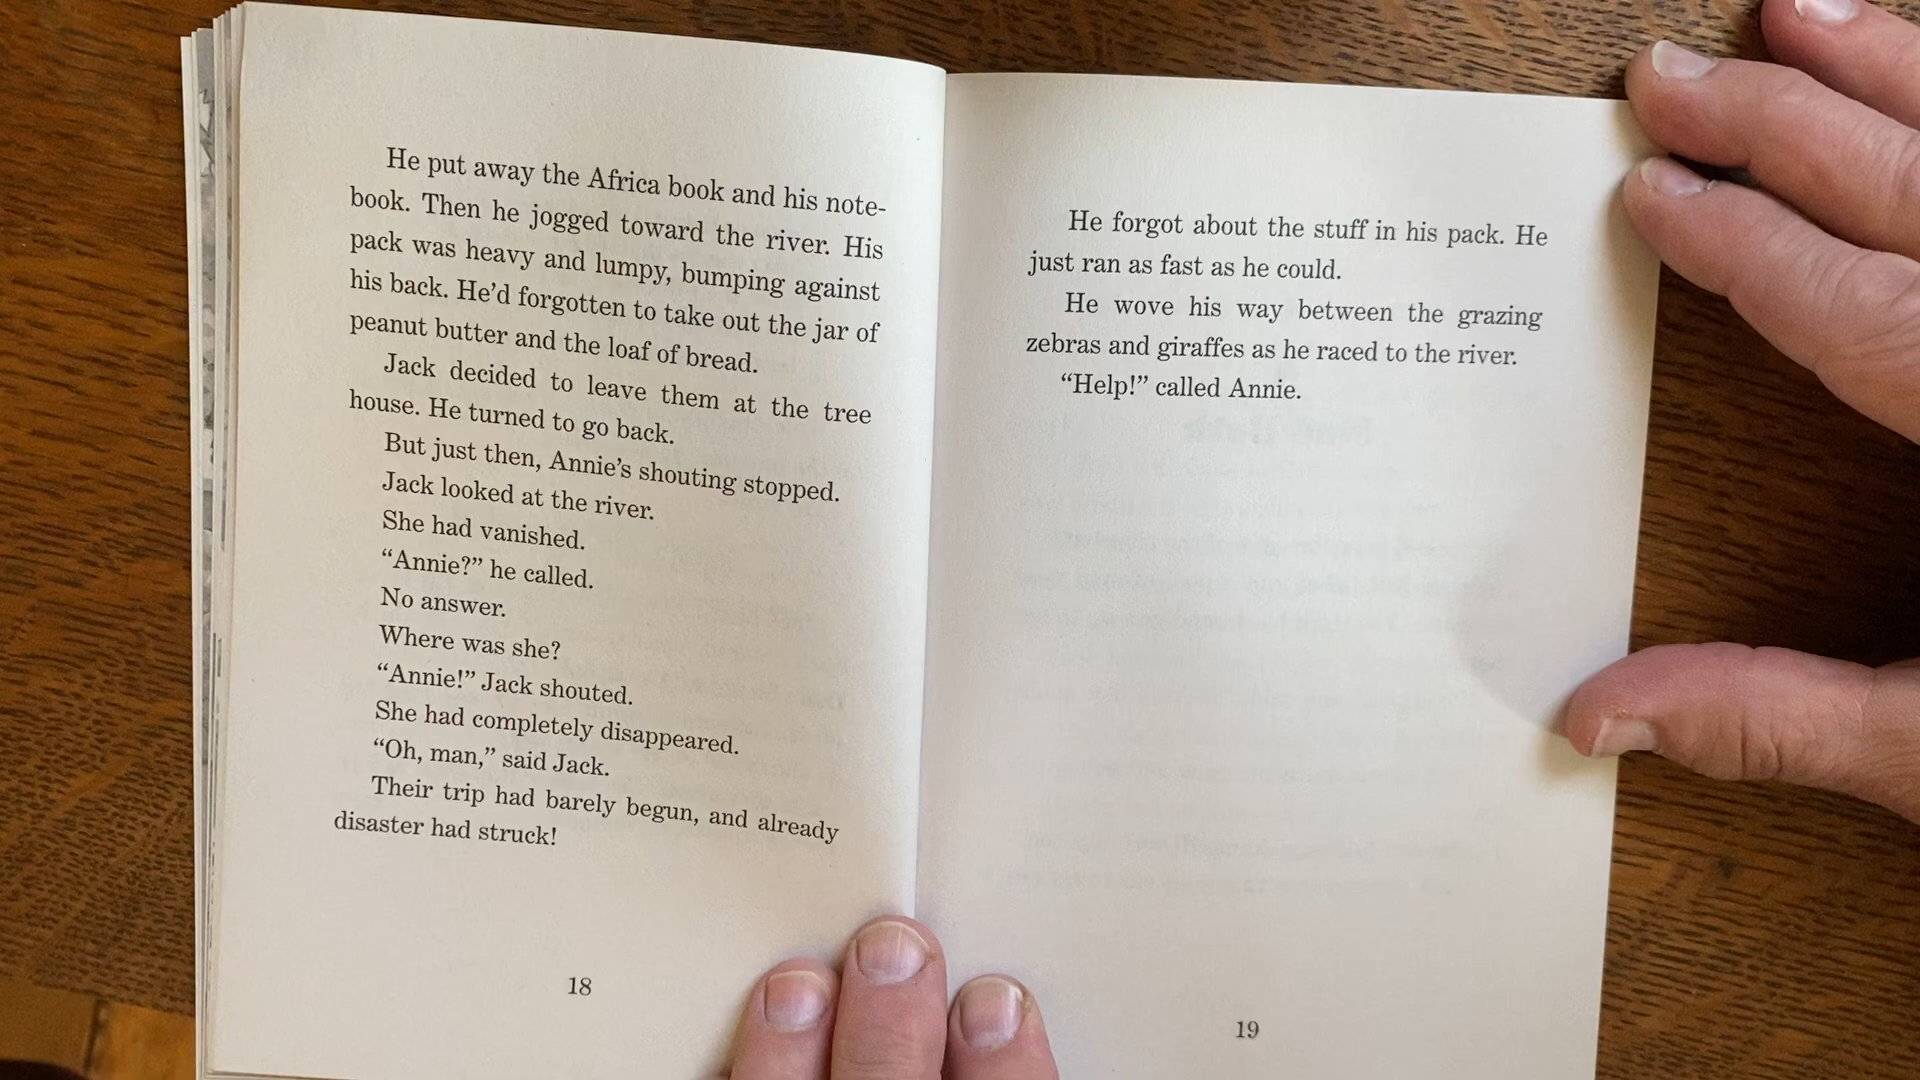 He put away the Africa book and his note-
book. Then he jogged toward the river. His
pack was heavy and lumpy, bumping against
his back. He’d forgotten to take out the jar of
peanut butter and the loaf of bread.
Jack decided to leave them at the tree
house. He turned to go back.
But just then, Annie’s shouting stopped.
Jack looked at the river.
She had vanished.
“Annie?” he called.
No answer.
Where was she?
“Annie!” Jack shouted.
She had completely disappeared.
“Oh, man,” said Jack.
Their trip had barely begun, and already
disaster had struck!
18
He forgot about the stuff in his pack. He
just ran as fast as he could.
He wove his way between the grazing
zebras and giraffes as he raced to the river.
“Help!” called Annie.
19